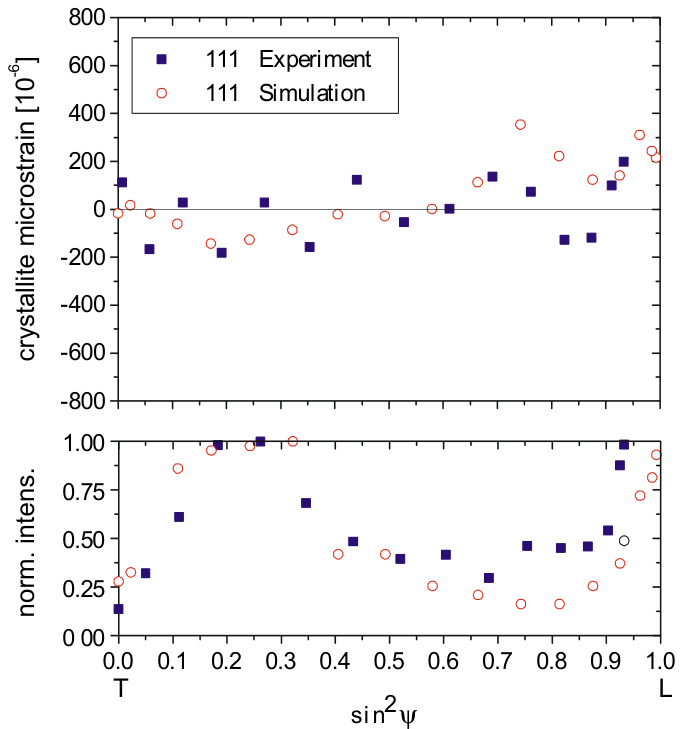 800
600
400
200
0
-200
-400
-600
-800
crystallite microstrain [10⁻⁶]
111 Experiment
111 Simulation
1.00
0.75
0.50
0.25
0 00
norm. intens.
0.0 0.1 0.2 0.3 0.4 0.5 0.6 0.7 0.8 0.9 1.0
T L
sin²ψ